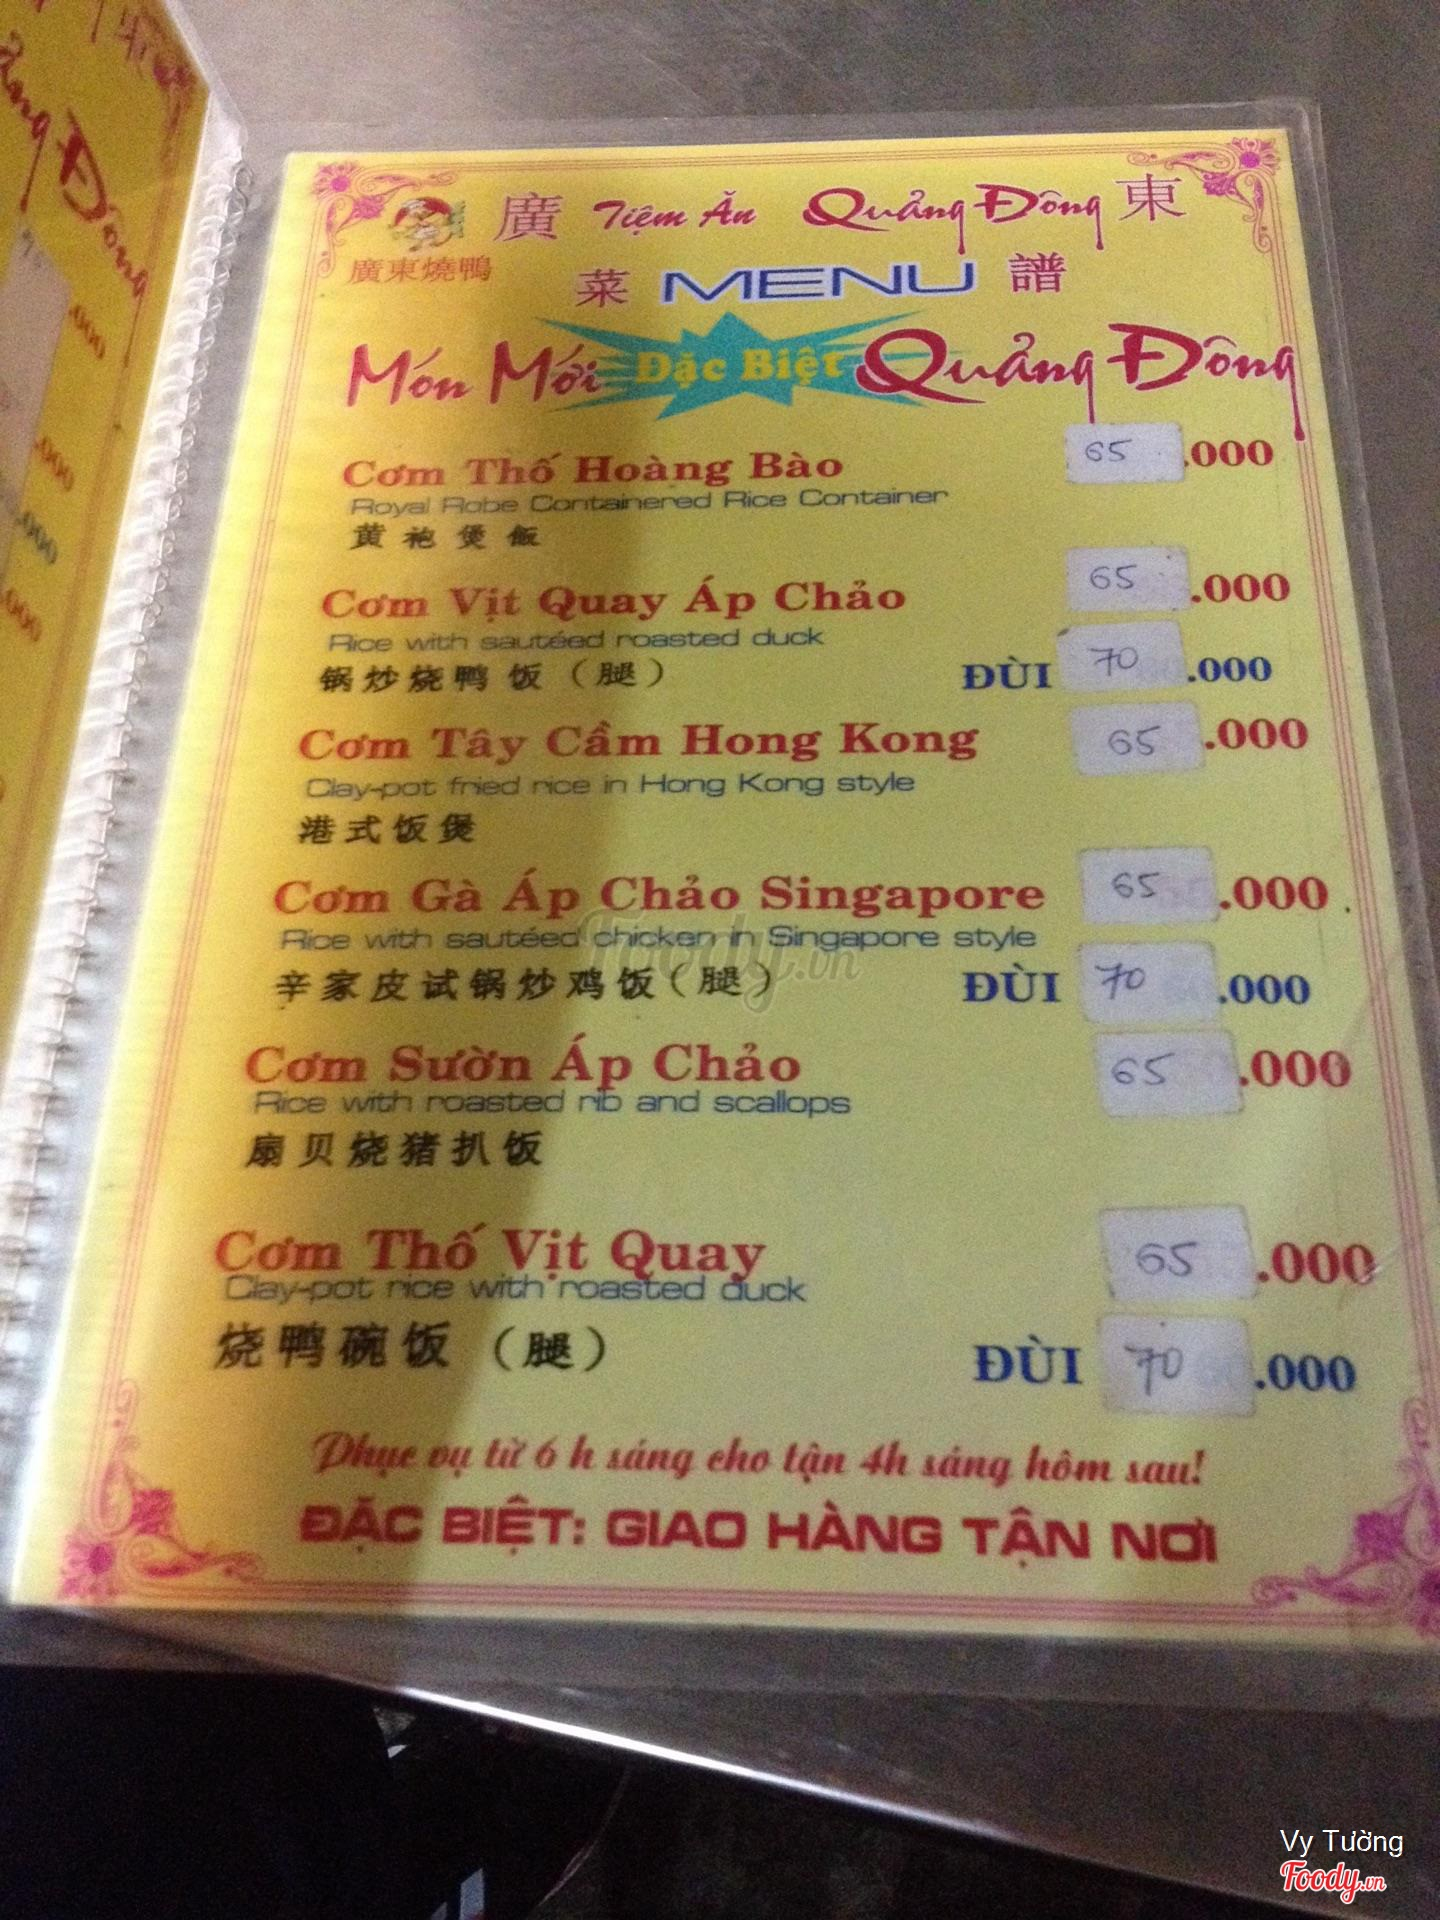 廣 Tiệm Ăn Quảng Đông 東
廣東燒鴨
菜 MENU 譜
Món Mới Đặc Biệt Quảng Đông
Cơm Thố Hoàng Bào 65.000
Royal Robe Containered Rice Container
黄袍煲飯
Cơm Vịt Quay Áp Chảo 65.000
Rice with sautéed roasted duck
锅炒烧鸭饭（腿） ĐÙI 70.000
Cơm Tây Cầm Hong Kong 65.000
Clay-pot fried rice in Hong Kong style
港式饭煲
Cơm Gà Áp Chảo Singapore 65.000
Rice with sautéed chicken in Singapore style
辛家皮试锅炒鸡饭（腿） ĐÙI 70.000
Cơm Sườn Áp Chảo 65.000
Rice with roasted rib and scallops
扇贝烧猪扒饭
Cơm Thố Vịt Quay 65.000
Clay-pot rice with roasted duck
烧鸭碗饭（腿） ĐÙI 70.000
Phục vụ từ 6 h sáng cho tận 4h sáng hôm sau!
ĐẶC BIỆT: GIAO HÀNG TẬN NƠI
Foody.vn
Vy Tường
Foody.vn